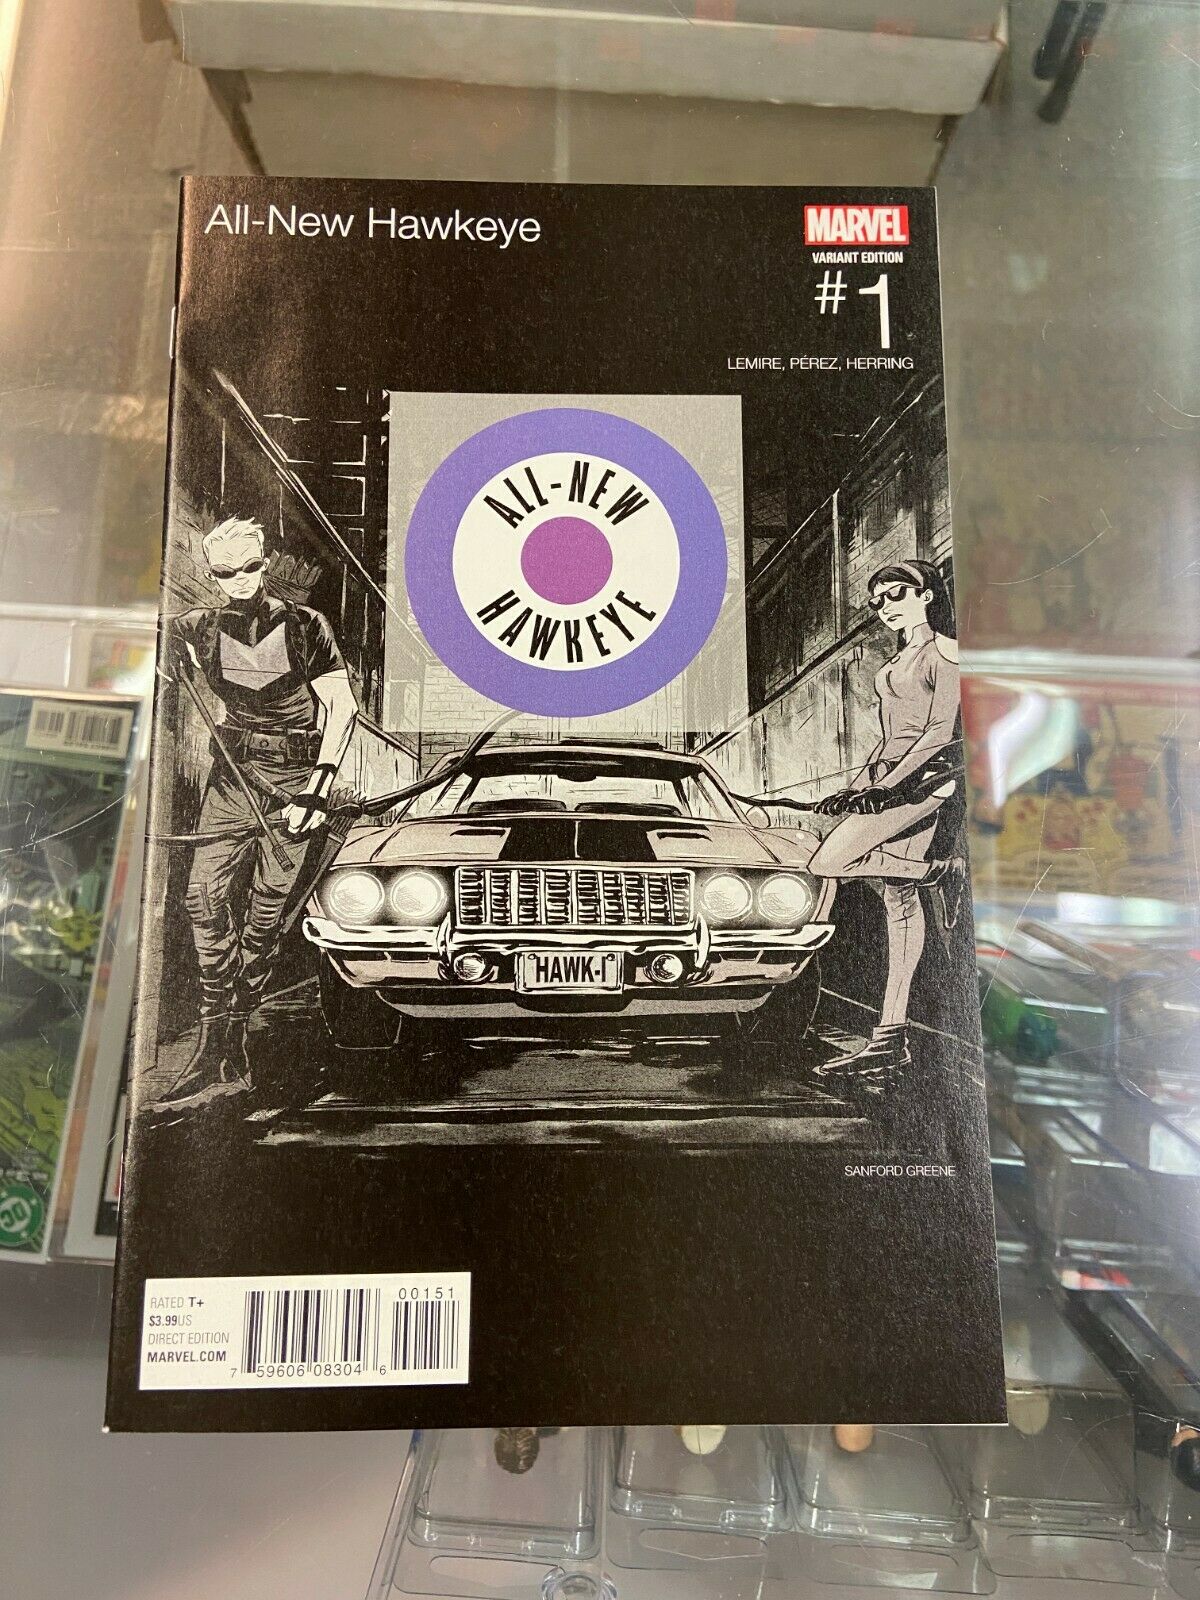 All-New Hawkeye
MARVEL
VARIANT EDITION
#1
LEMIRE, PÉREZ, HERRING
ALL-NEW
HAWKEYE
HAWK-I
SANFORD GREENE
RATED T+
$3.99US
DIRECT EDITION
MARVEL.COM
00151
7 59606 08304 6
DC